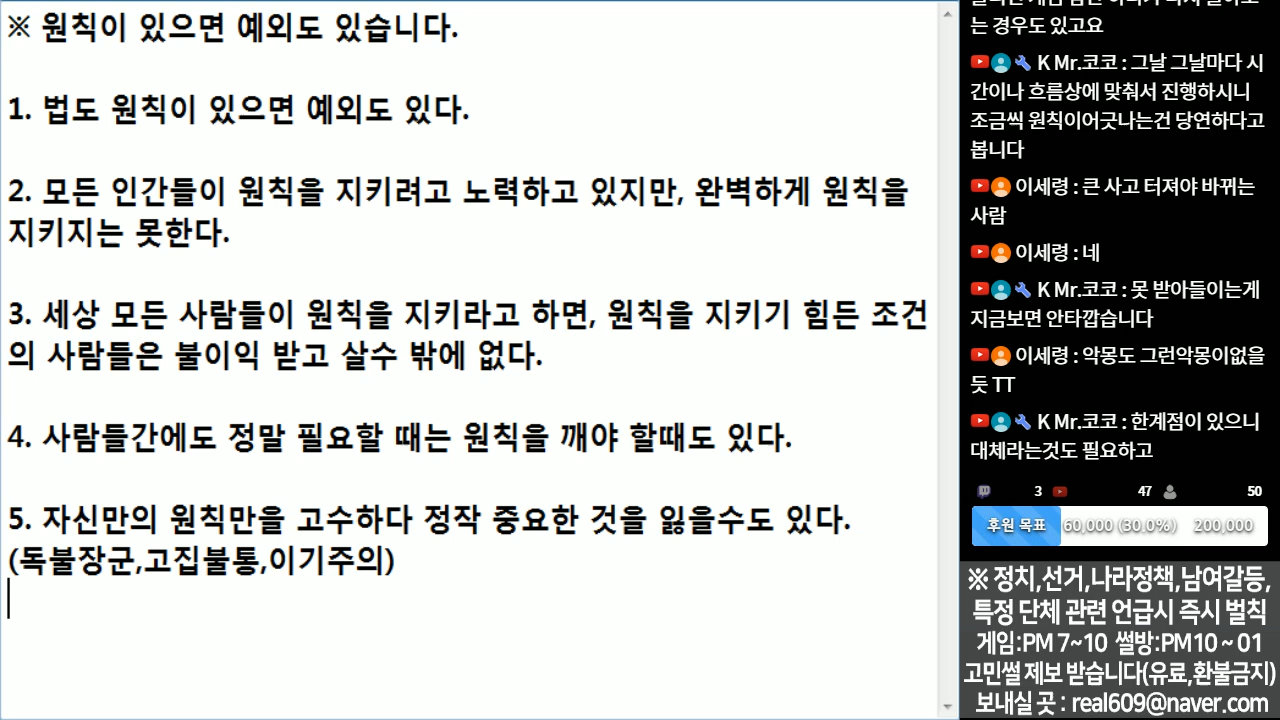 ※ 원칙이 있으면 예외도 있습니다.
1. 법도 원칙이 있으면 예외도 있다.
2. 모든 인간들이 원칙을 지키려고 노력하고 있지만, 완벽하게 원칙을
지키지는 못한다.
3. 세상 모든 사람들이 원칙을 지키라고 하면, 원칙을 지키기 힘든 조건
의 사람들은 불이익 받고 살수 밖에 없다.
4. 사람들간에도 정말 필요할 때는 원칙을 깨야 할때도 있다.
5. 자신만의 원칙만을 고수하다 정작 중요한 것을 잃을수도 있다.
(독불장군,고집불통,이기주의)
는 경우도 있고요
K Mr.코코 : 그날 그날마다 시
간이나 흐름상에 맞춰서 진행하시니
조금씩 원칙이어긋나는건 당연하다고
봅니다
이세령 : 큰 사고 터져야 바뀌는
사람
이세령 : 네
K Mr.코코 : 못 받아들이는게
지금보면 안타깝습니다
이세령 : 악몽도 그런악몽이없을
듯 TT
K Mr.코코 : 한계점이 있으니
대체라는것도 필요하고
3 47 50
후원 목표 60,000 (30.0%) 200,000
※ 정치,선거,나라정책,남여갈등,
특정 단체 관련 언급시 즉시 벌칙
게임:PM 7~10 썰방:PM10 ~ 01
고민썰 제보 받습니다(유료,환불금지)
보내실 곳 : real609@naver.com